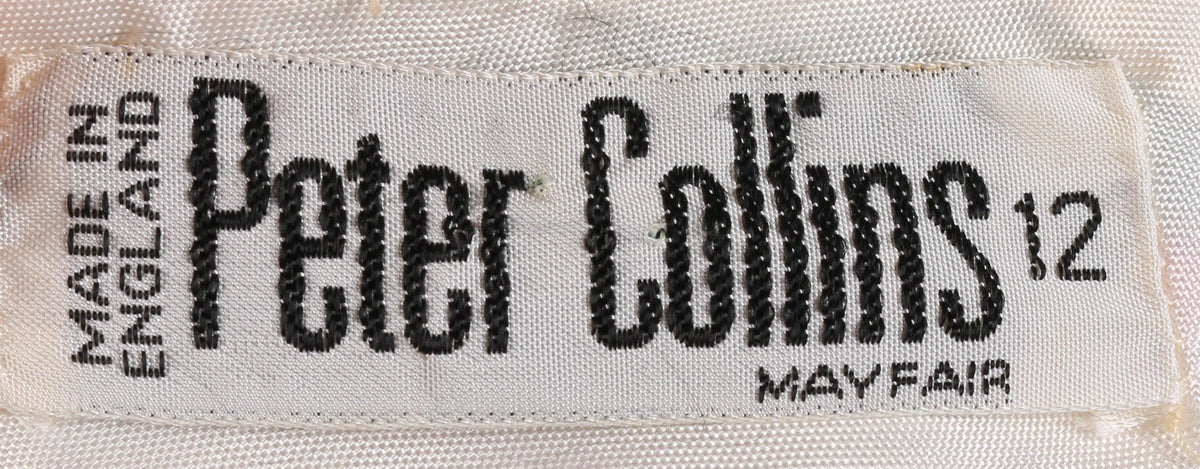 MADE IN
ENGLAND
Peter Collins 12
MAYFAIR